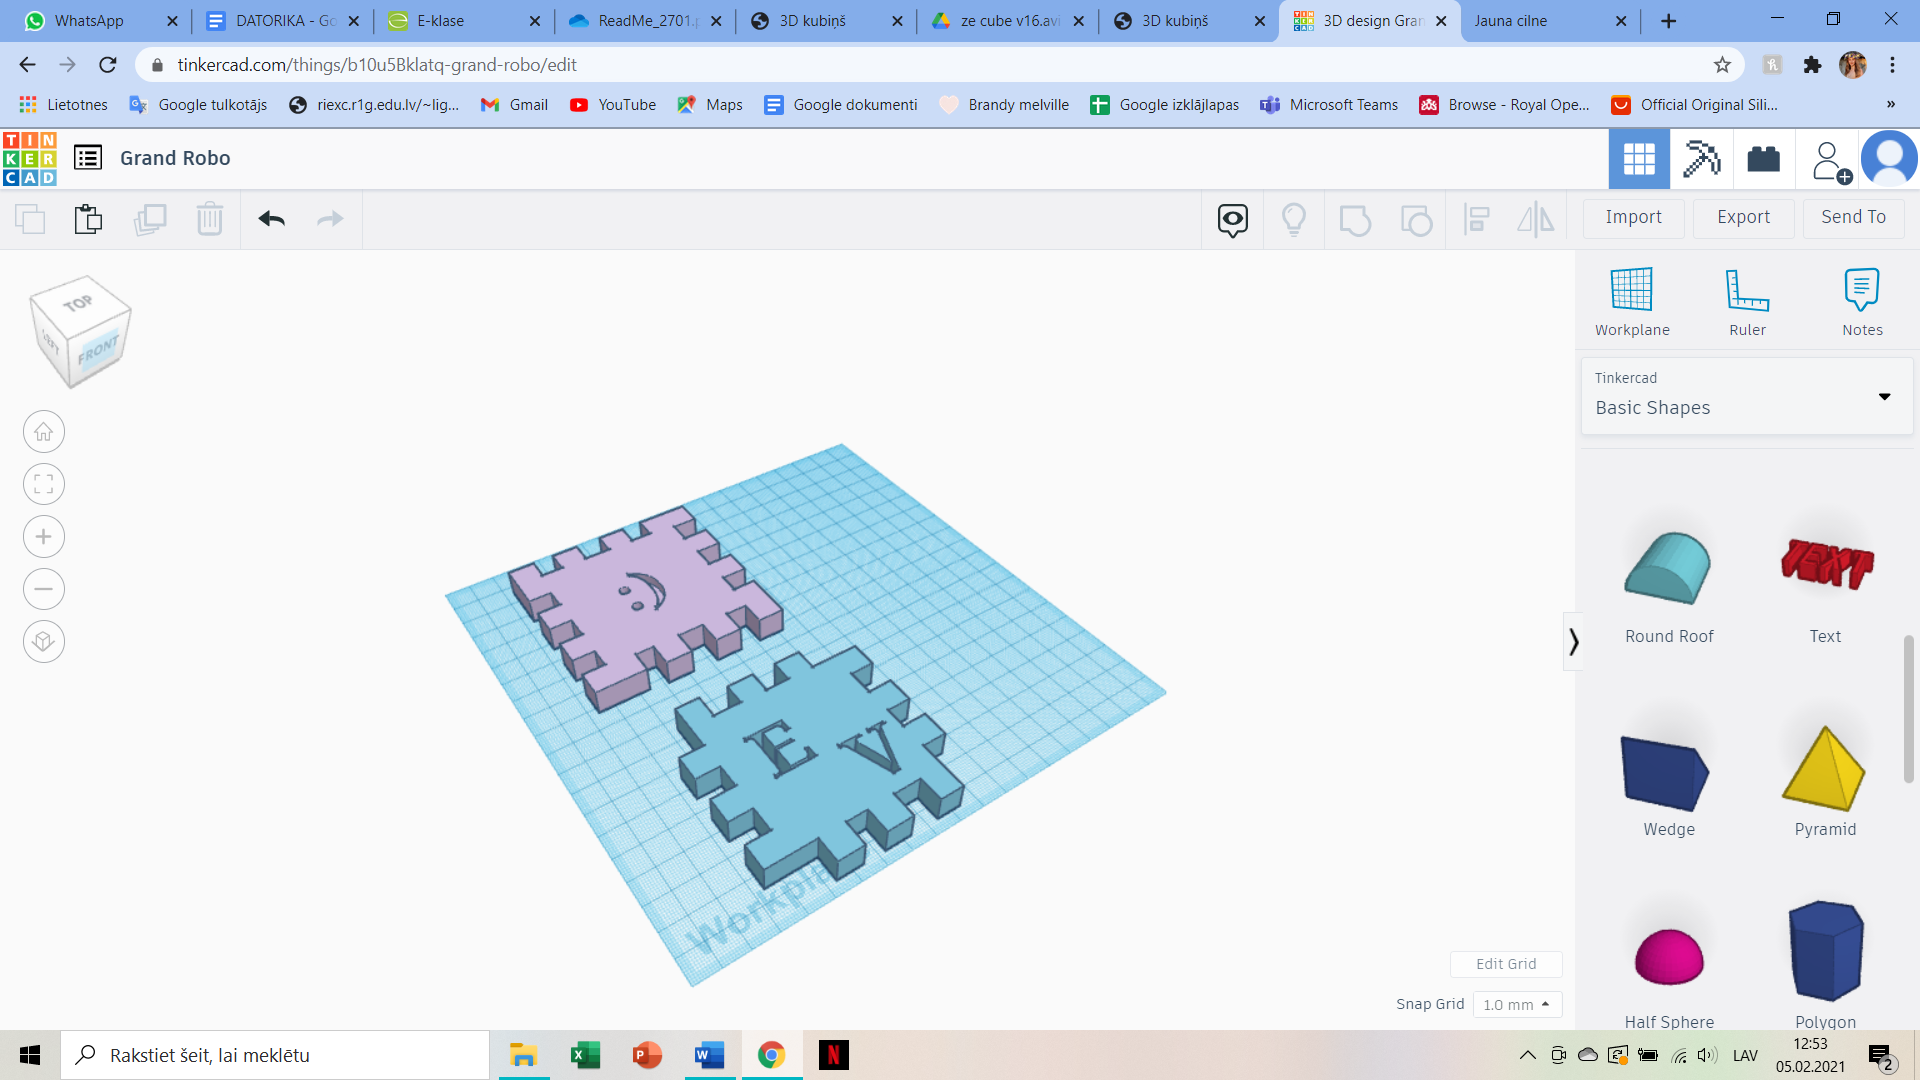 WhatsApp
DATORIKA - Go
E-klase
ReadMe_2701.p
3D kubiņš
ze cube v16.avi
3D kubiņš
3D design Gran
Jauna cilne
tinkercad.com/things/b10u5Bklatq-grand-robo/edit
Lietotnes
Google tulkotājs
riexc.r1g.edu.lv/~lig...
Gmail
YouTube
Maps
Google dokumenti
Brandy melville
Google izklājlapas
Microsoft Teams
Browse - Royal Ope...
Official Original Sili...
»
TIN
KER
CAD
Grand Robo
Import
Export
Send To
TOP
LEFT
FRONT
Workplane
Ruler
Notes
Tinkercad
Basic Shapes
TEXT
Round Roof
Text
E V
Wedge
Pyramid
Workpla
Edit Grid
Snap Grid
1.0 mm
Half Sphere
Polygon
Rakstiet šeit, lai meklētu
LAV
12:53
05.02.2021
2